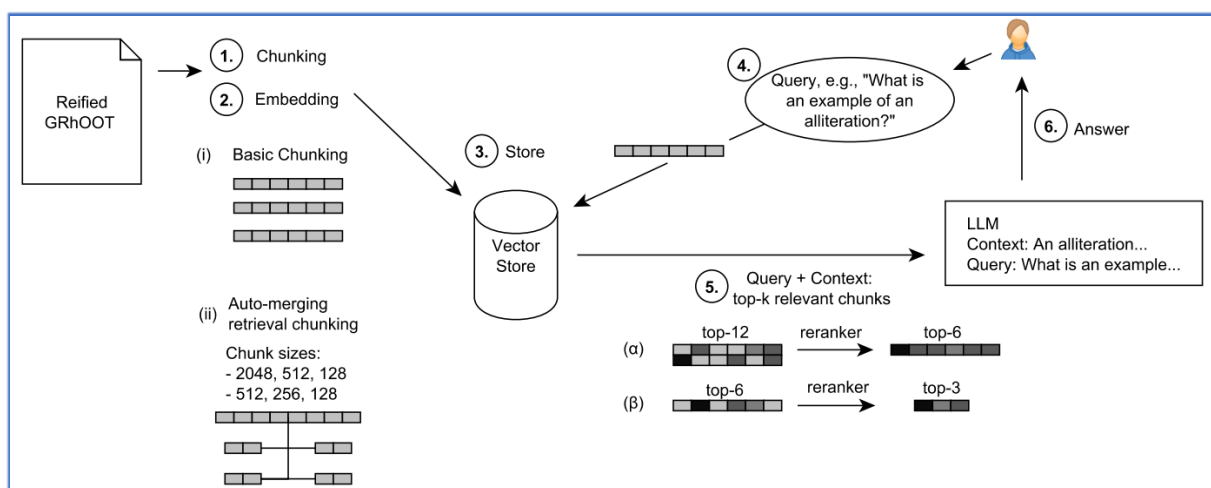 Reified
GRhOOT
1. Chunking
2. Embedding
(i) Basic Chunking
(ii) Auto-merging
retrieval chunking
Chunk sizes:
- 2048, 512, 128
- 512, 256, 128
3. Store
Vector
Store
4.
Query, e.g., "What is
an example of an
alliteration?"
5. Query + Context:
top-k relevant chunks
(α) top-12 reranker top-6
(β) top-6 reranker top-3
LLM
Context: An alliteration...
Query: What is an example...
6. Answer